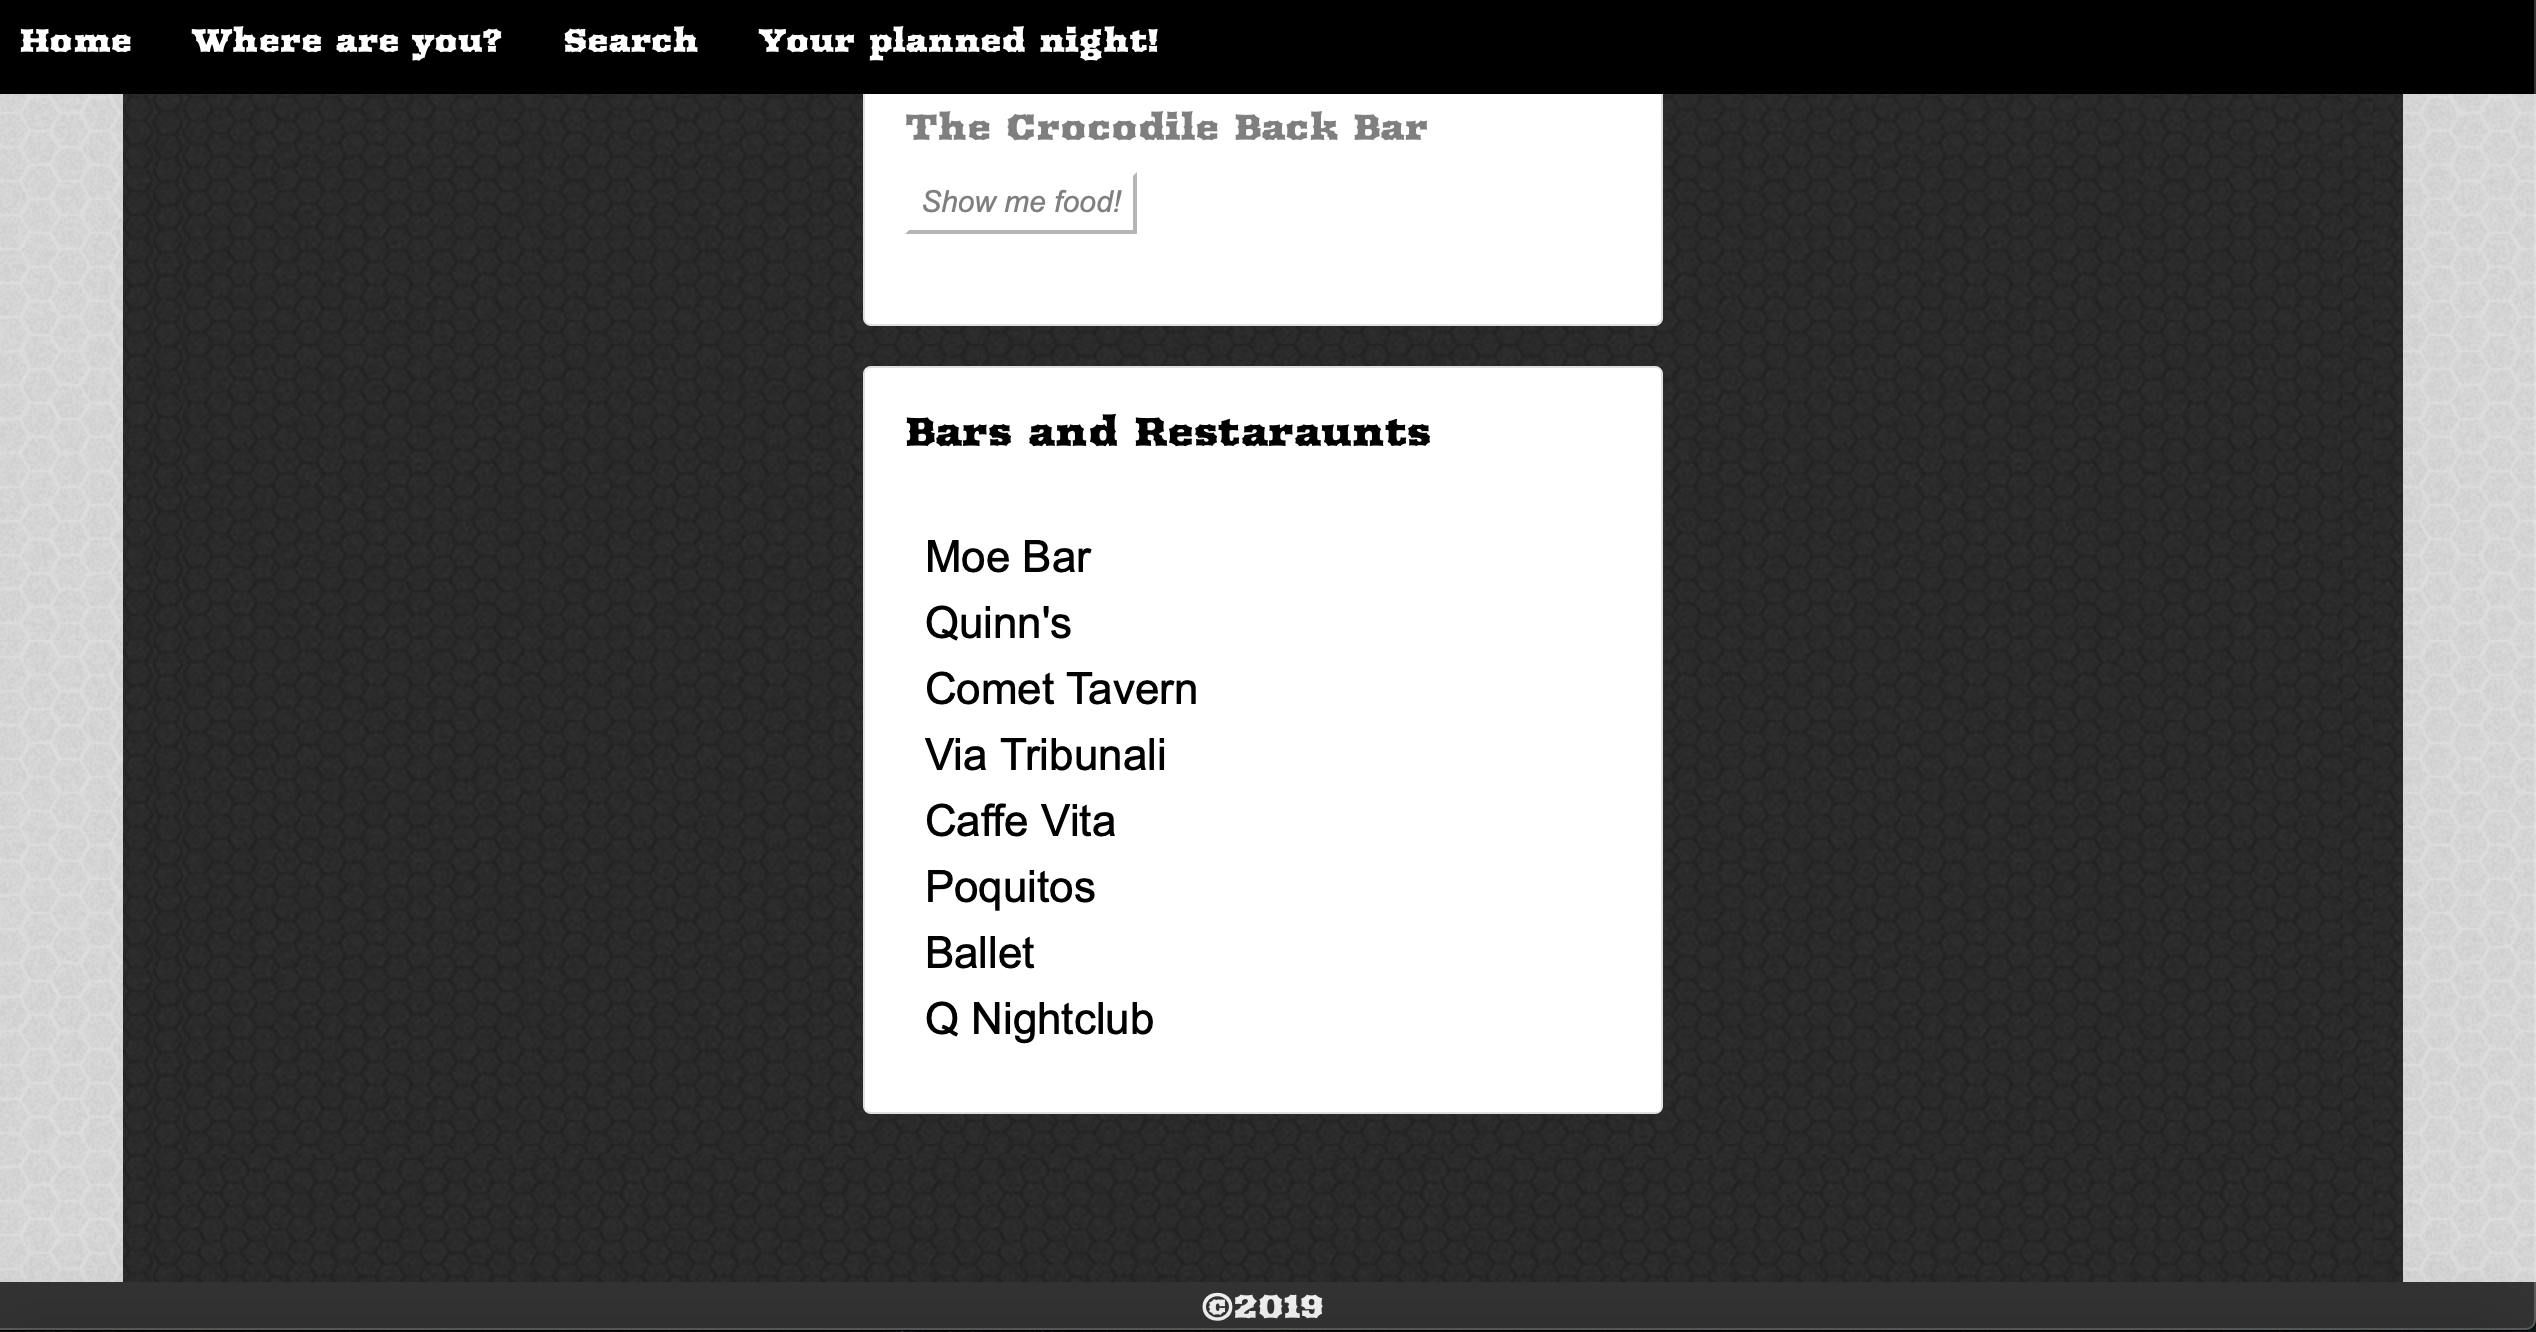 Home Where are you? Search Your planned night!
The Crocodile Back Bar
Show me food!
Bars and Restaraunts
Moe Bar
Quinn's
Comet Tavern
Via Tribunali
Caffe Vita
Poquitos
Ballet
Q Nightclub
©2019